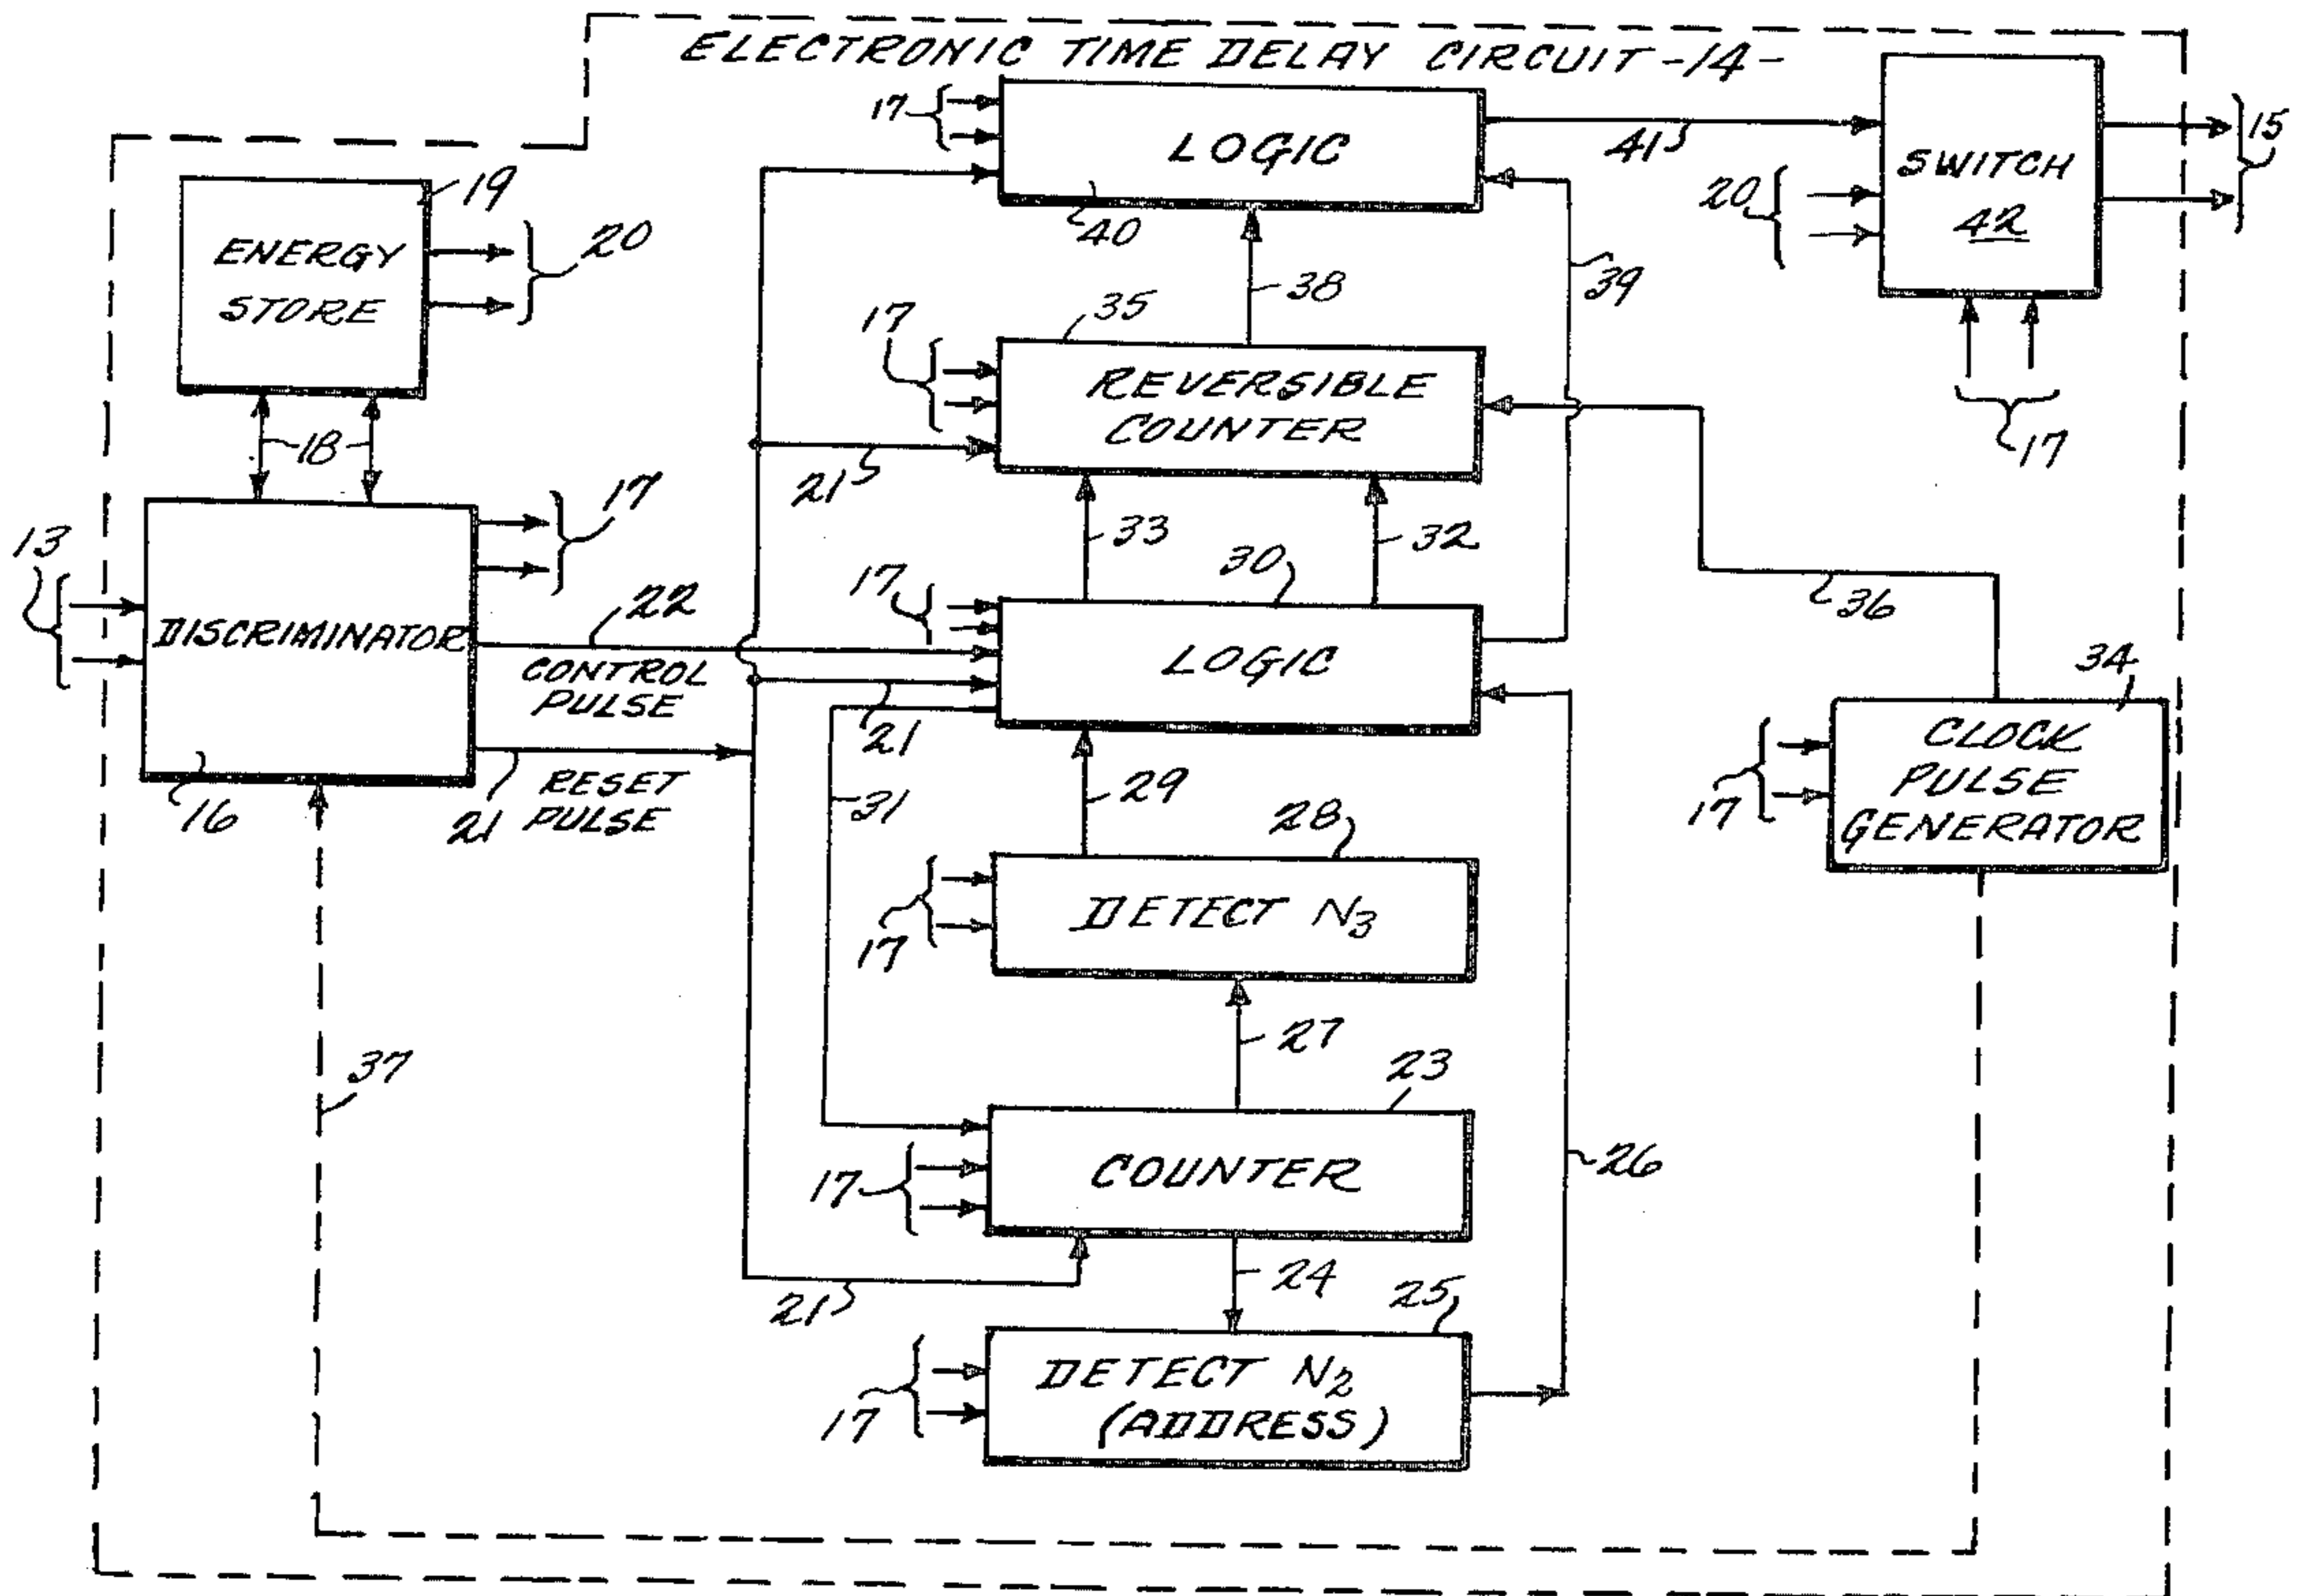 ELECTRONIC TIME DELAY CIRCUIT -14-
17
LOGIC
40
41
SWITCH
42
20
15
17
19
ENERGY
STORE
20
18
38
39
17
35
REVERSIBLE
COUNTER
21
13
17
DISCRIMINATOR
16
22
CONTROL
PULSE
21
RESET
PULSE
33
32
17
30
LOGIC
21
31
36
34
17
CLOCK
PULSE
GENERATOR
29
28
17
DETECT N3
37
27
23
17
COUNTER
26
21
24
25
17
DETECT N2
(ADDRESS)